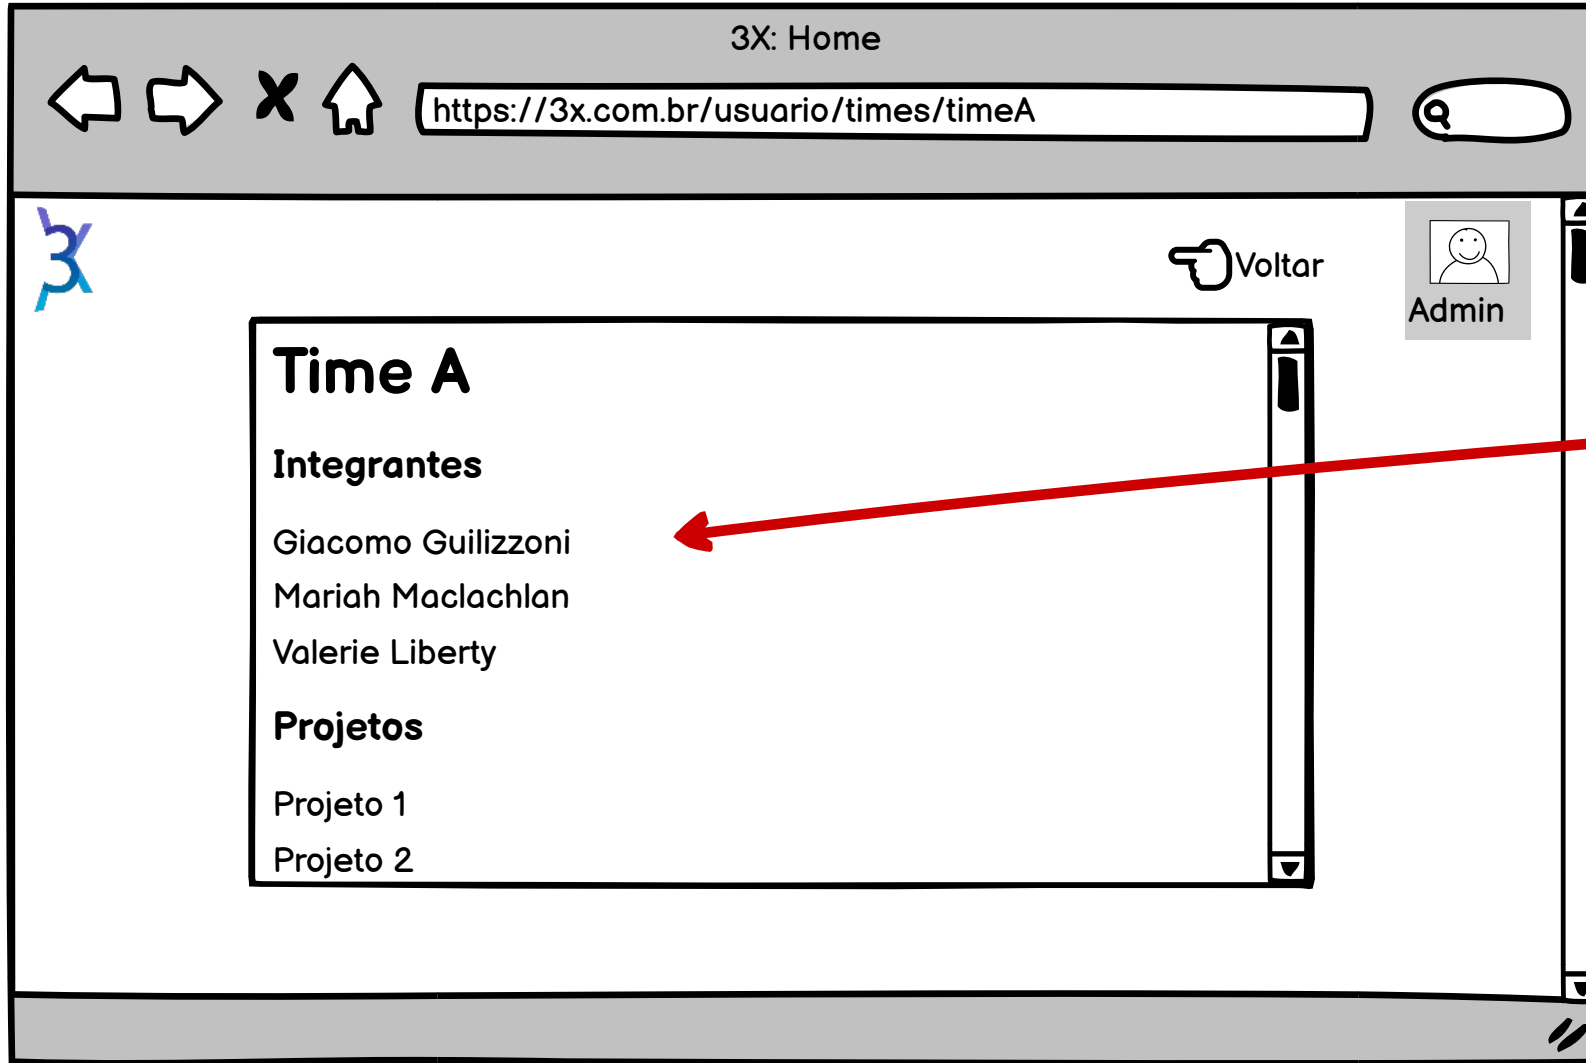 3X: Home
https://3x.com.br/usuario/times/timeA
3X
Voltar
Admin
Time A
Integrantes
Giacomo Guilizzoni
Mariah Maclachlan
Valerie Liberty
Projetos
Projeto 1
Projeto 2